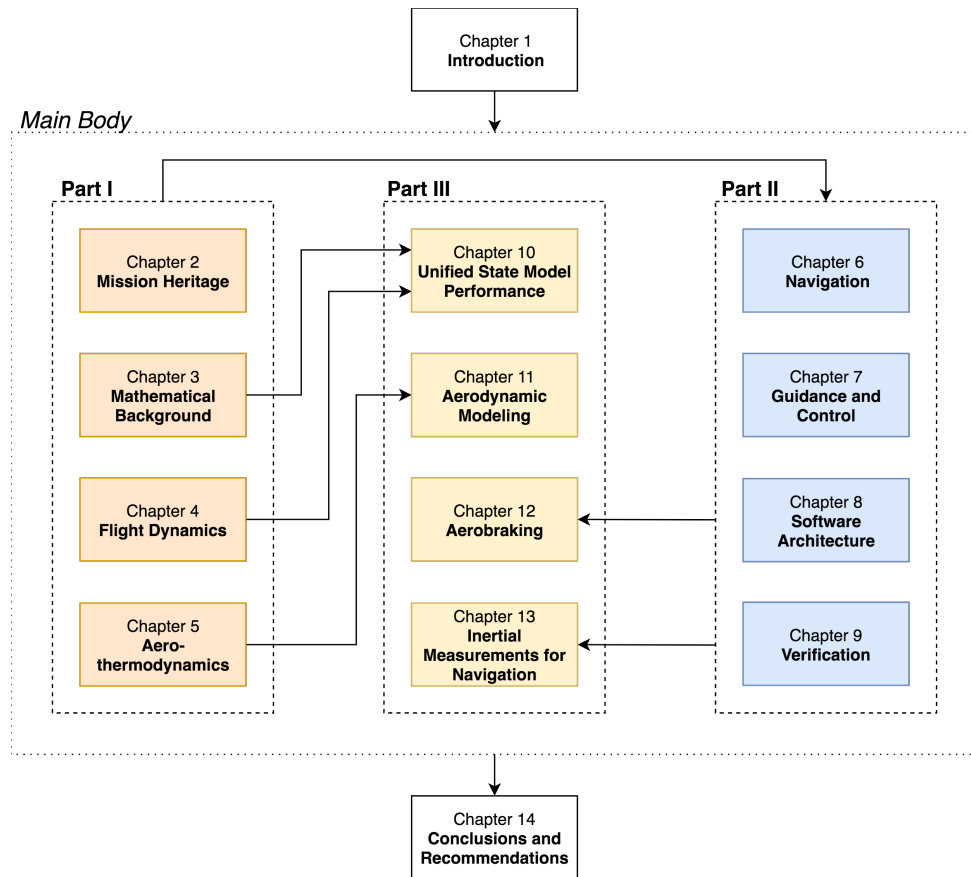 Chapter 1
Introduction
Main Body
Part I
Chapter 2
Mission Heritage
Chapter 3
Mathematical
Background
Chapter 4
Flight Dynamics
Chapter 5
Aero-
thermodynamics
Part III
Chapter 10
Unified State Model
Performance
Chapter 11
Aerodynamic
Modeling
Chapter 12
Aerobraking
Chapter 13
Inertial
Measurements for
Navigation
Part II
Chapter 6
Navigation
Chapter 7
Guidance and
Control
Chapter 8
Software
Architecture
Chapter 9
Verification
Chapter 14
Conclusions and
Recommendations